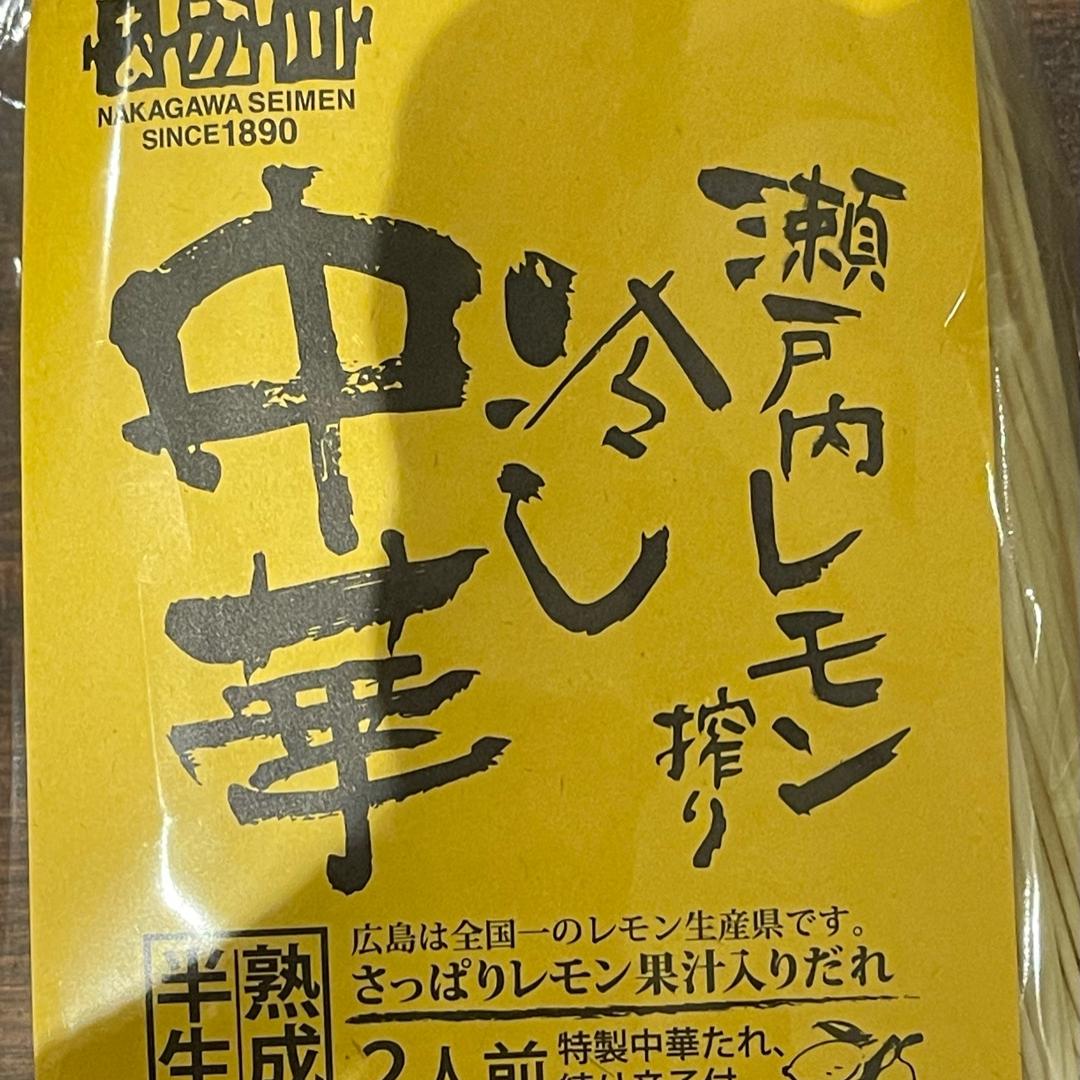 NAKAGAWA SEIMEN
SINCE1890
瀬戸内レモン
搾り
冷し
中華
広島は全国一のレモン生産県です。
さっぱりレモン果汁入りだれ
熟成
半生
2人前
特製中華たれ、